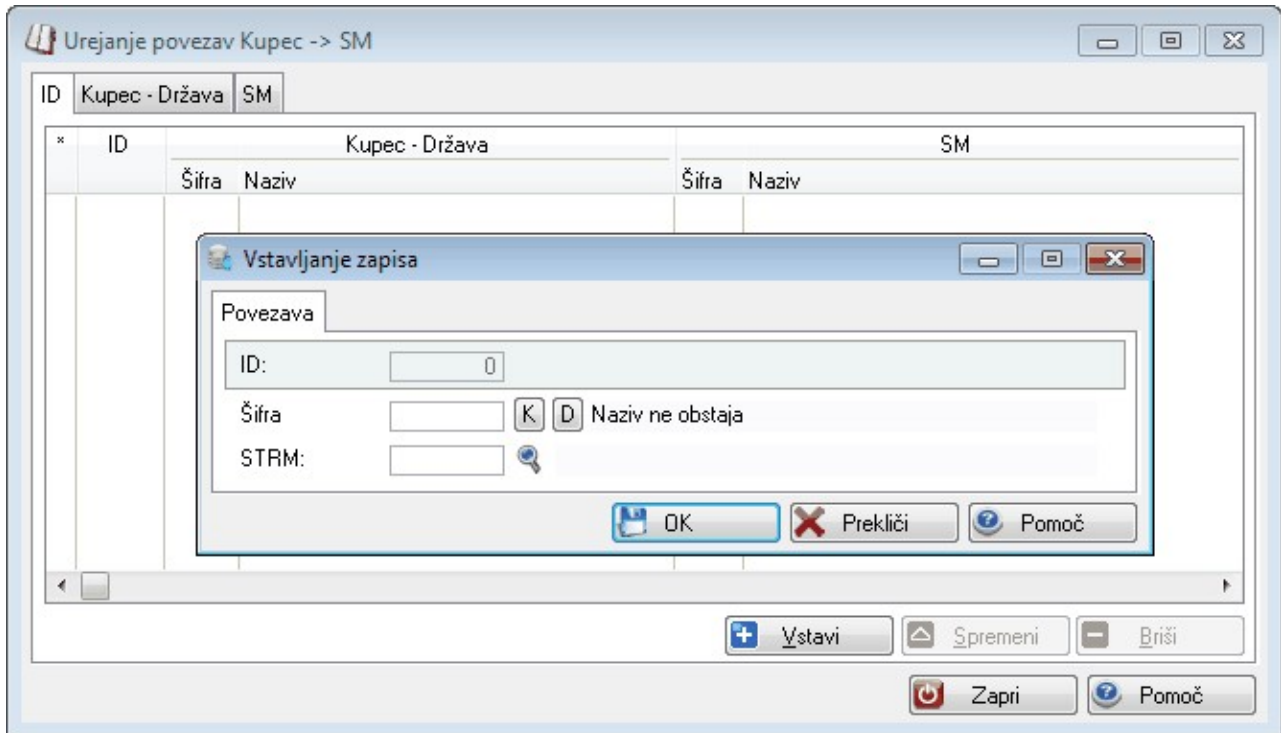 Urejanje povezav Kupec -> SM
ID Kupec - Država SM
* ID Kupec - Država SM
Šifra Naziv Šifra Naziv
Vstavljanje zapisa
Povezava
ID: 0
Šifra K D Naziv ne obstaja
STRM:
OK Prekliči Pomoč
Vstavi Spremeni Briši
Zapri Pomoč